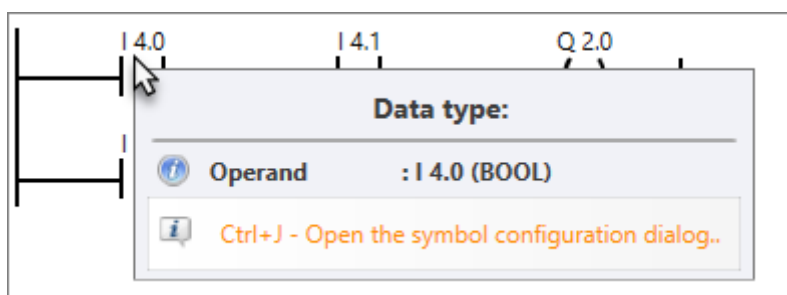 I 4.0 I 4.1 Q 2.0
Data type:
I
Operand : I 4.0 (BOOL)
Ctrl+J - Open the symbol configuration dialog..